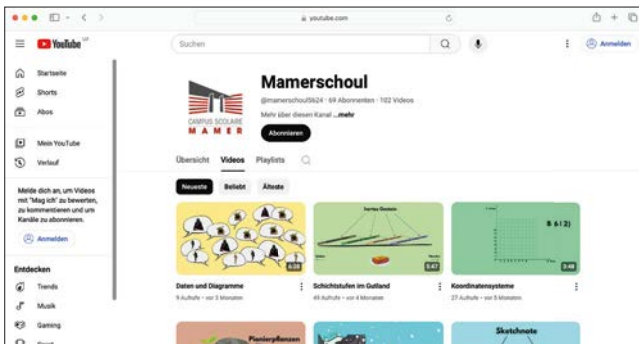 youtube.com
YouTube
Suchen
Anmelden
Startseite
Shorts
Abos
Mein YouTube
Verlauf
Melde dich an, um Videos
mit "Mag ich" zu bewerten,
zu kommentieren und um
Kanäle zu abonnieren.
Anmelden
Entdecken
Trends
Musik
Gaming
CAMPUS SCOLAIRE
MAMER
Mamerschoul
@mamerschoul5624 · 69 Abonnenten · 102 Videos
Mehr über diesen Kanal ...mehr
Abonnieren
Übersicht Videos Playlists
Neueste Beliebt Älteste
6:28
5:47
B 6 | 2)
3:48
Daten und Diagramme
9 Aufrufe · vor 3 Monaten
Schichtstufen im Gutland
49 Aufrufe · vor 4 Monaten
Koordinatensysteme
27 Aufrufe · vor 5 Monaten
Pionierpflanzen
Sketchnote